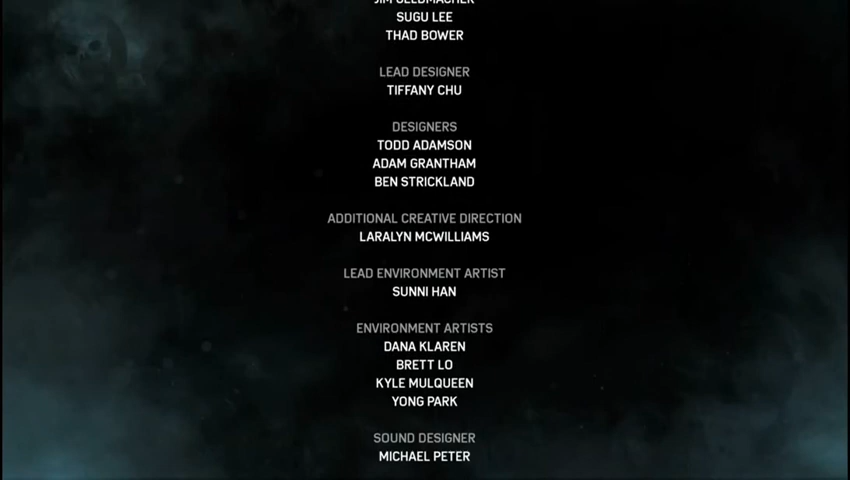 SUGU LEE
THAD BOWER
LEAD DESIGNER
TIFFANY CHU
DESIGNERS
TODD ADAMSON
ADAM GRANTHAM
BEN STRICKLAND
ADDITIONAL CREATIVE DIRECTION
LARALYN MCWILLIAMS
LEAD ENVIRONMENT ARTIST
SUNNI HAN
ENVIRONMENT ARTISTS
DANA KLAREN
BRETT LO
KYLE MULQUEEN
YONG PARK
SOUND DESIGNER
MICHAEL PETER